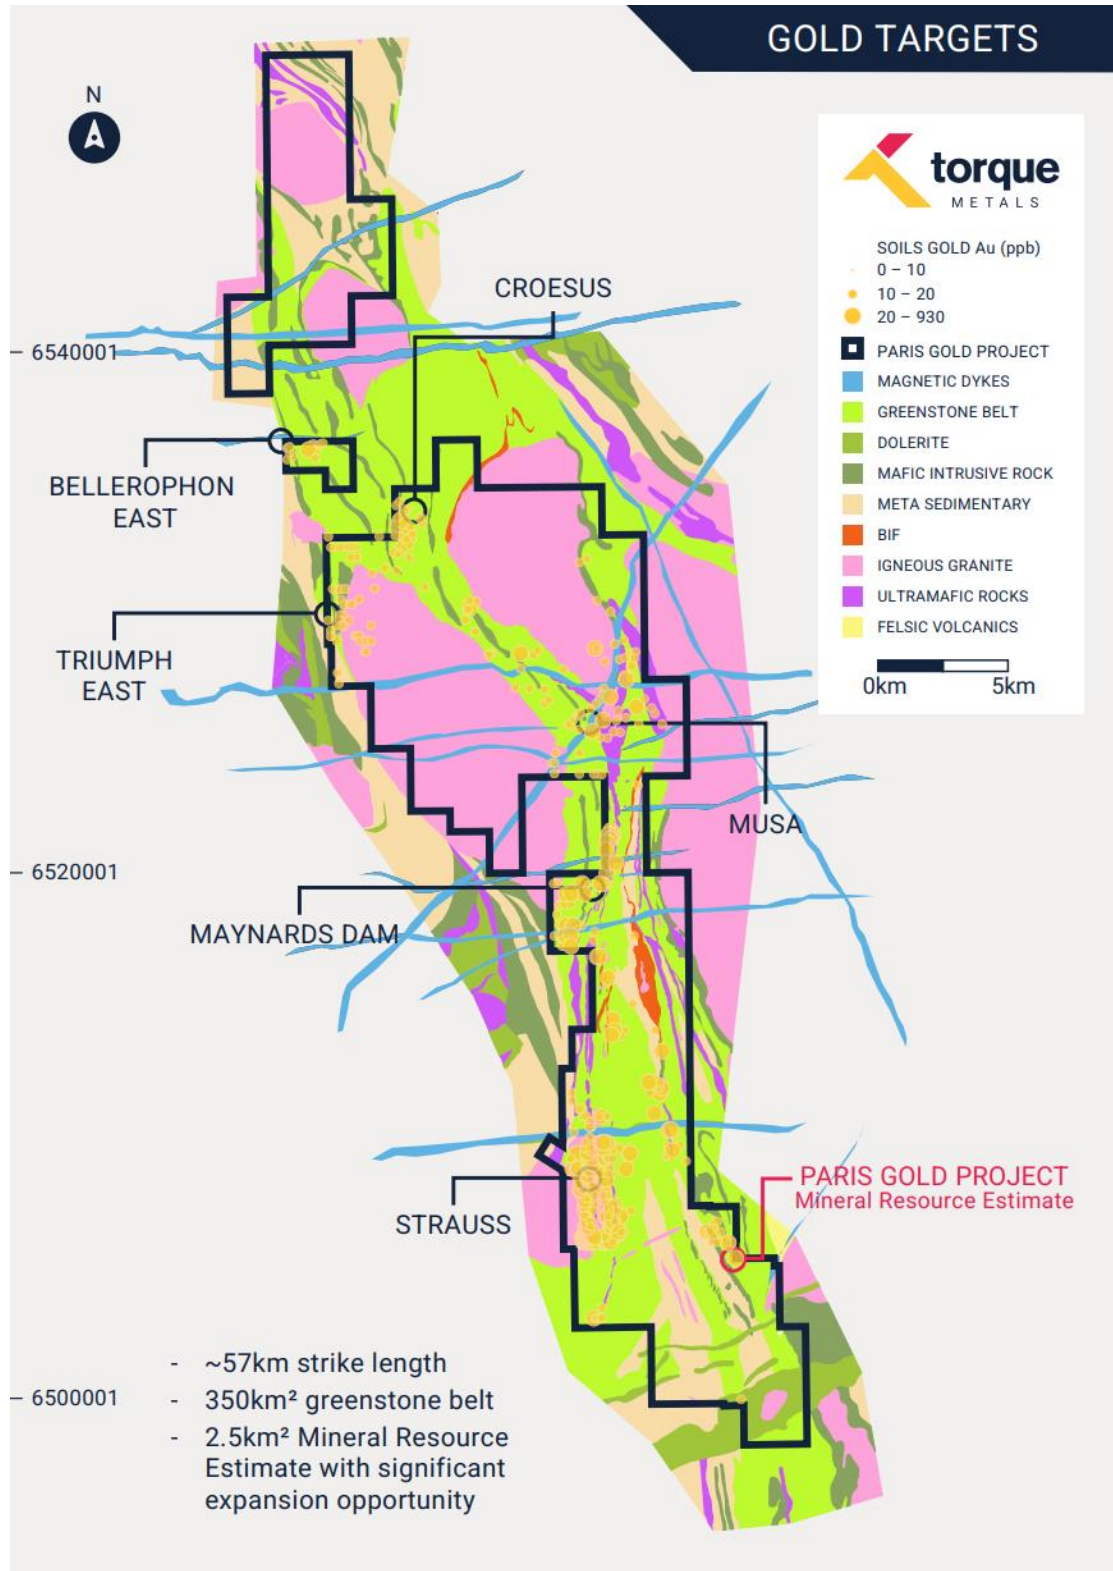 GOLD TARGETS
N
torque
METALS
SOILS GOLD Au (ppb)
0 – 10
10 – 20
20 – 930
PARIS GOLD PROJECT
MAGNETIC DYKES
GREENSTONE BELT
DOLERITE
MAFIC INTRUSIVE ROCK
META SEDIMENTARY
BIF
IGNEOUS GRANITE
ULTRAMAFIC ROCKS
FELSIC VOLCANICS
0km 5km
CROESUS
6540001
BELLEROPHON
EAST
TRIUMPH
EAST
MUSA
6520001
MAYNARDS DAM
PARIS GOLD PROJECT
Mineral Resource Estimate
STRAUSS
6500001
- ~57km strike length
- 350km² greenstone belt
- 2.5km² Mineral Resource
Estimate with significant
expansion opportunity